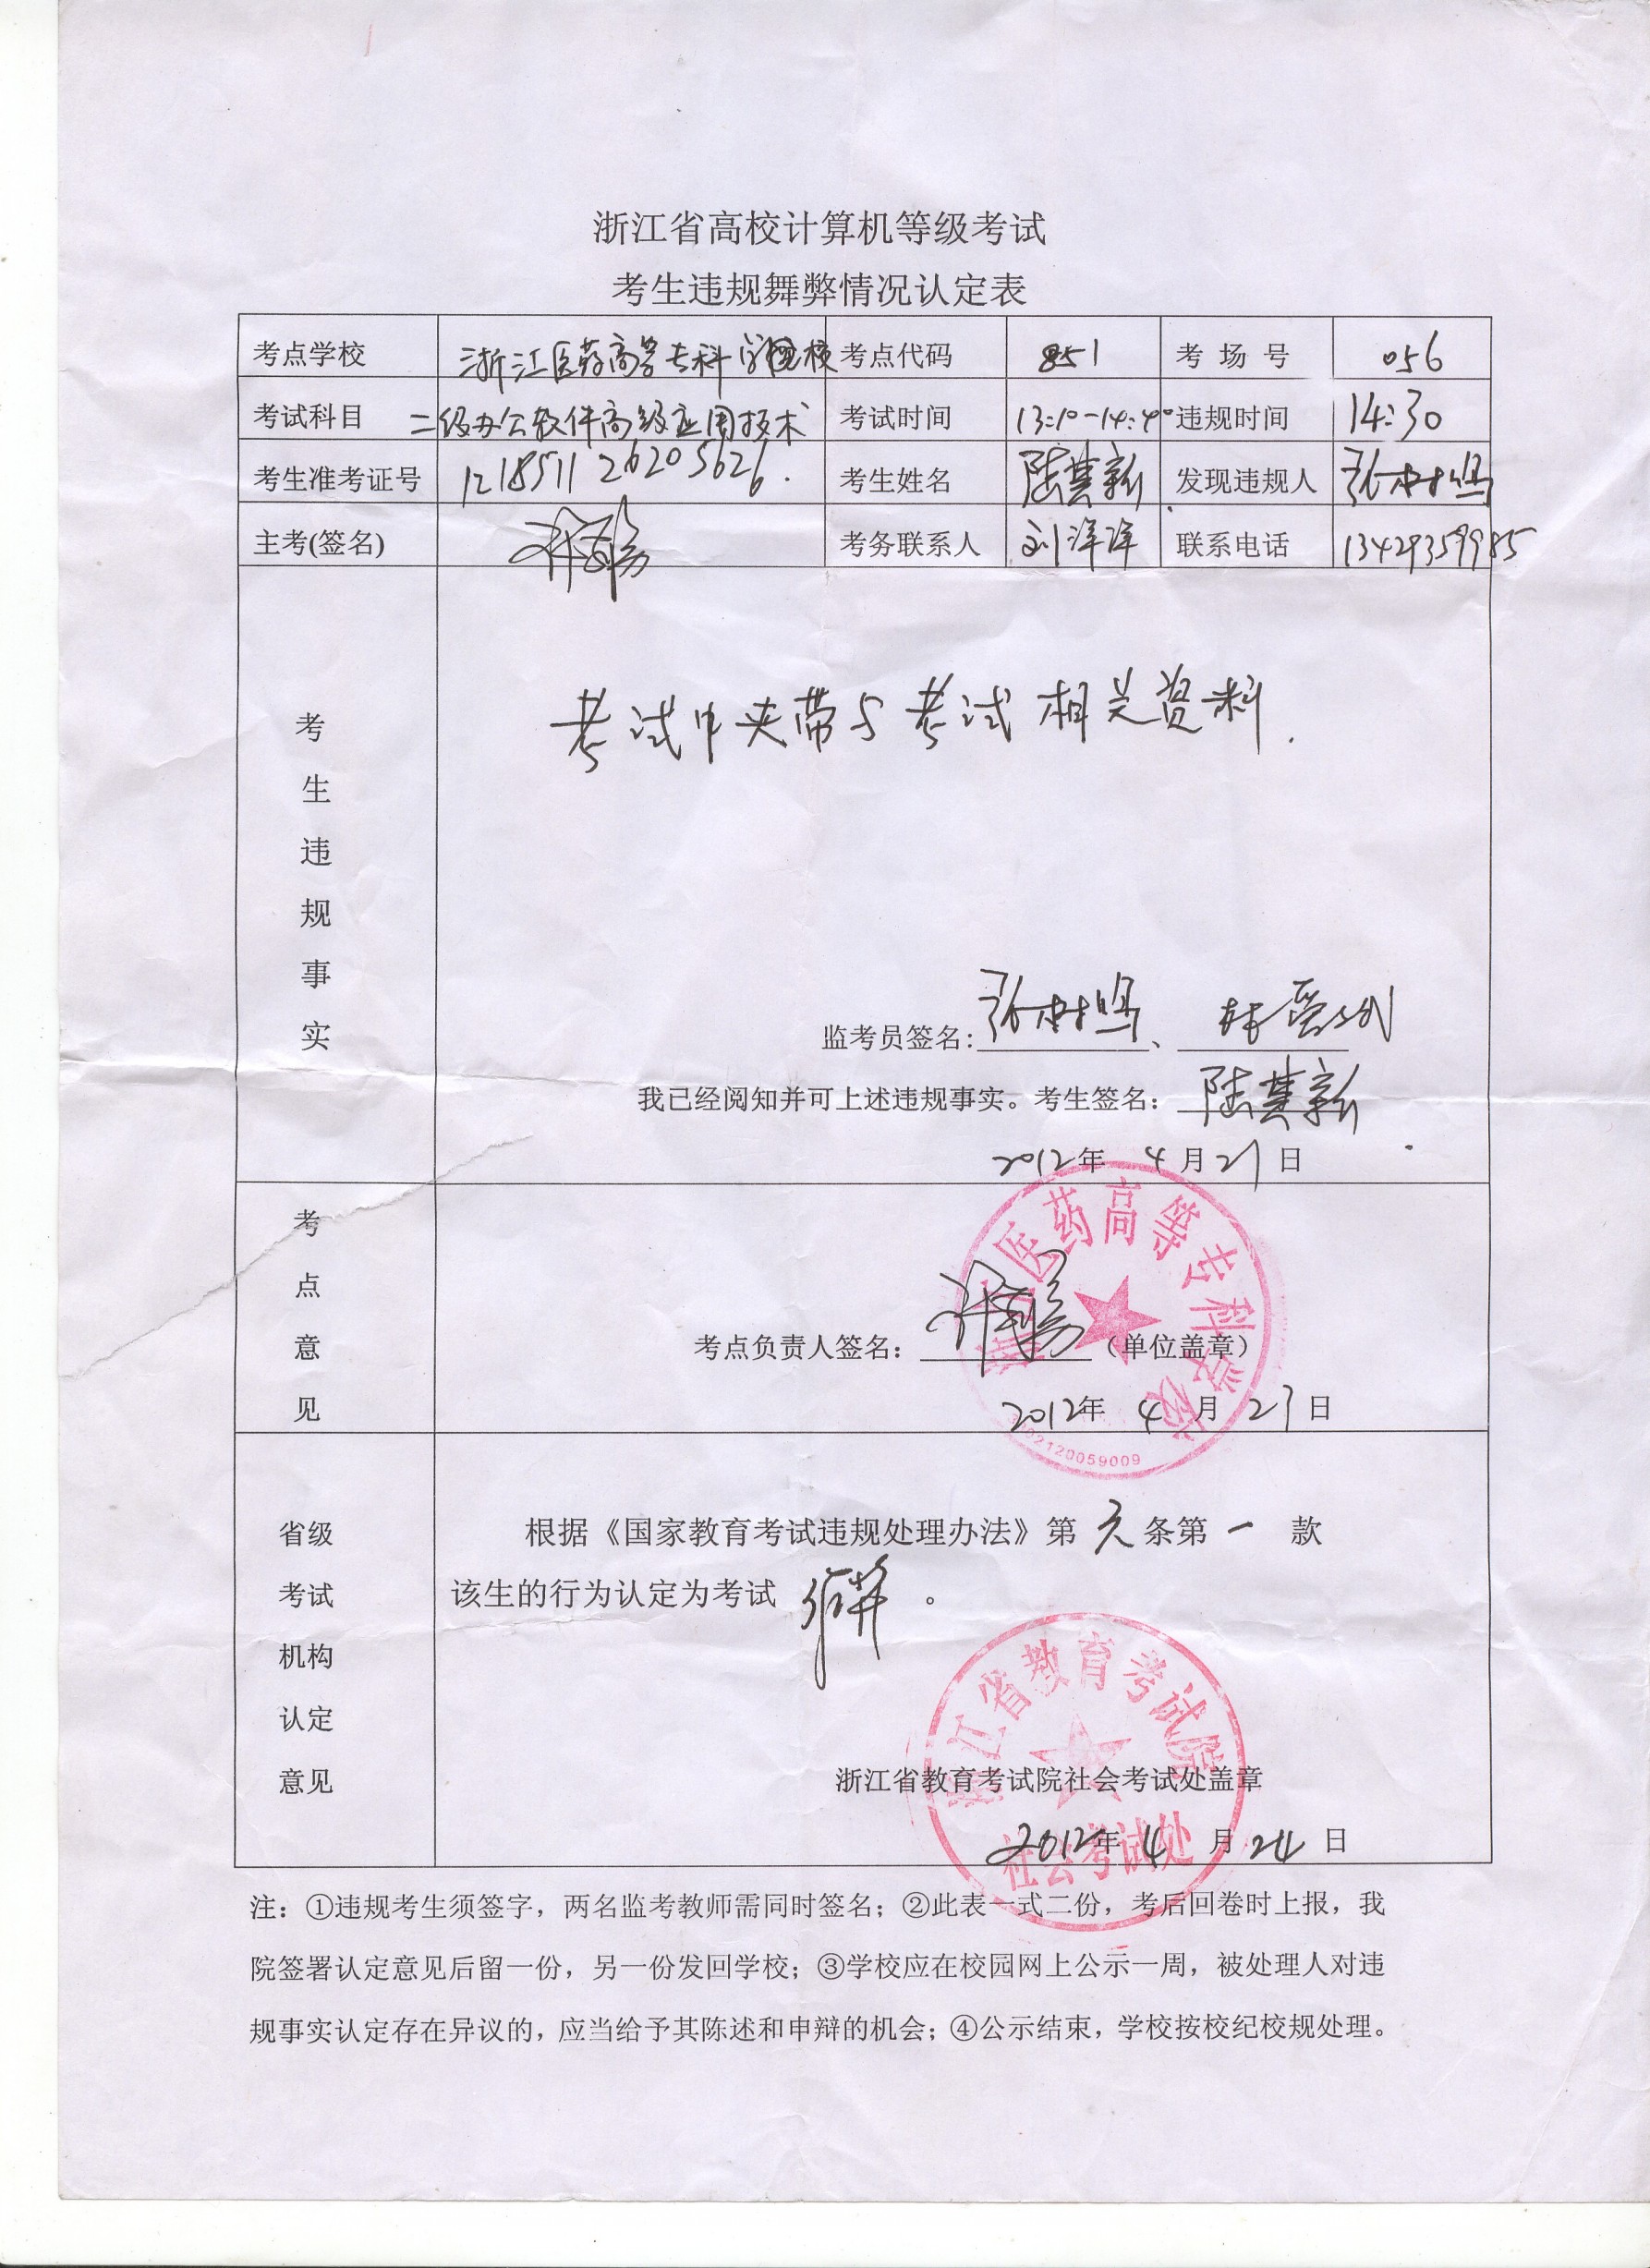 浙江省高校计算机等级考试
考生违规舞弊情况认定表
考点学校 浙江医药高等专科学校 考点代码 851 考 场 号 056
考试科目 二级办公软件高级应用技术 考试时间 13:10-14:40 违规时间 14:30
考生准考证号 121851126205626. 考生姓名 陆其新 发现违规人 张树鸣
主考(签名) 考务联系人 刘洋洋 联系电话 13429359985
考生违规事实
考试中夹带与考试相关资料.
监考员签名: 张树鸣、
我已经阅知并可上述违规事实。考生签名: 陆其新
2012年 4月21日
考点意见
浙江医药高等专科学校
考点负责人签名: (单位盖章)
2012年 4月23日
02120059009
省级考试机构认定意见
根据《国家教育考试违规处理办法》第 六 条第 一 款
该生的行为认定为考试 作弊 。
浙江省教育考试院
浙江省教育考试院社会考试处盖章
2012年 4月 24日
社会考试处
注: ①违规考生须签字, 两名监考教师需同时签名; ②此表一式二份, 考后回卷时上报, 我
院签署认定意见后留一份, 另一份发回学校; ③学校应在校园网上公示一周, 被处理人对违
规事实认定存在异议的, 应当给予其陈述和申辩的机会; ④公示结束, 学校按校纪校规处理。